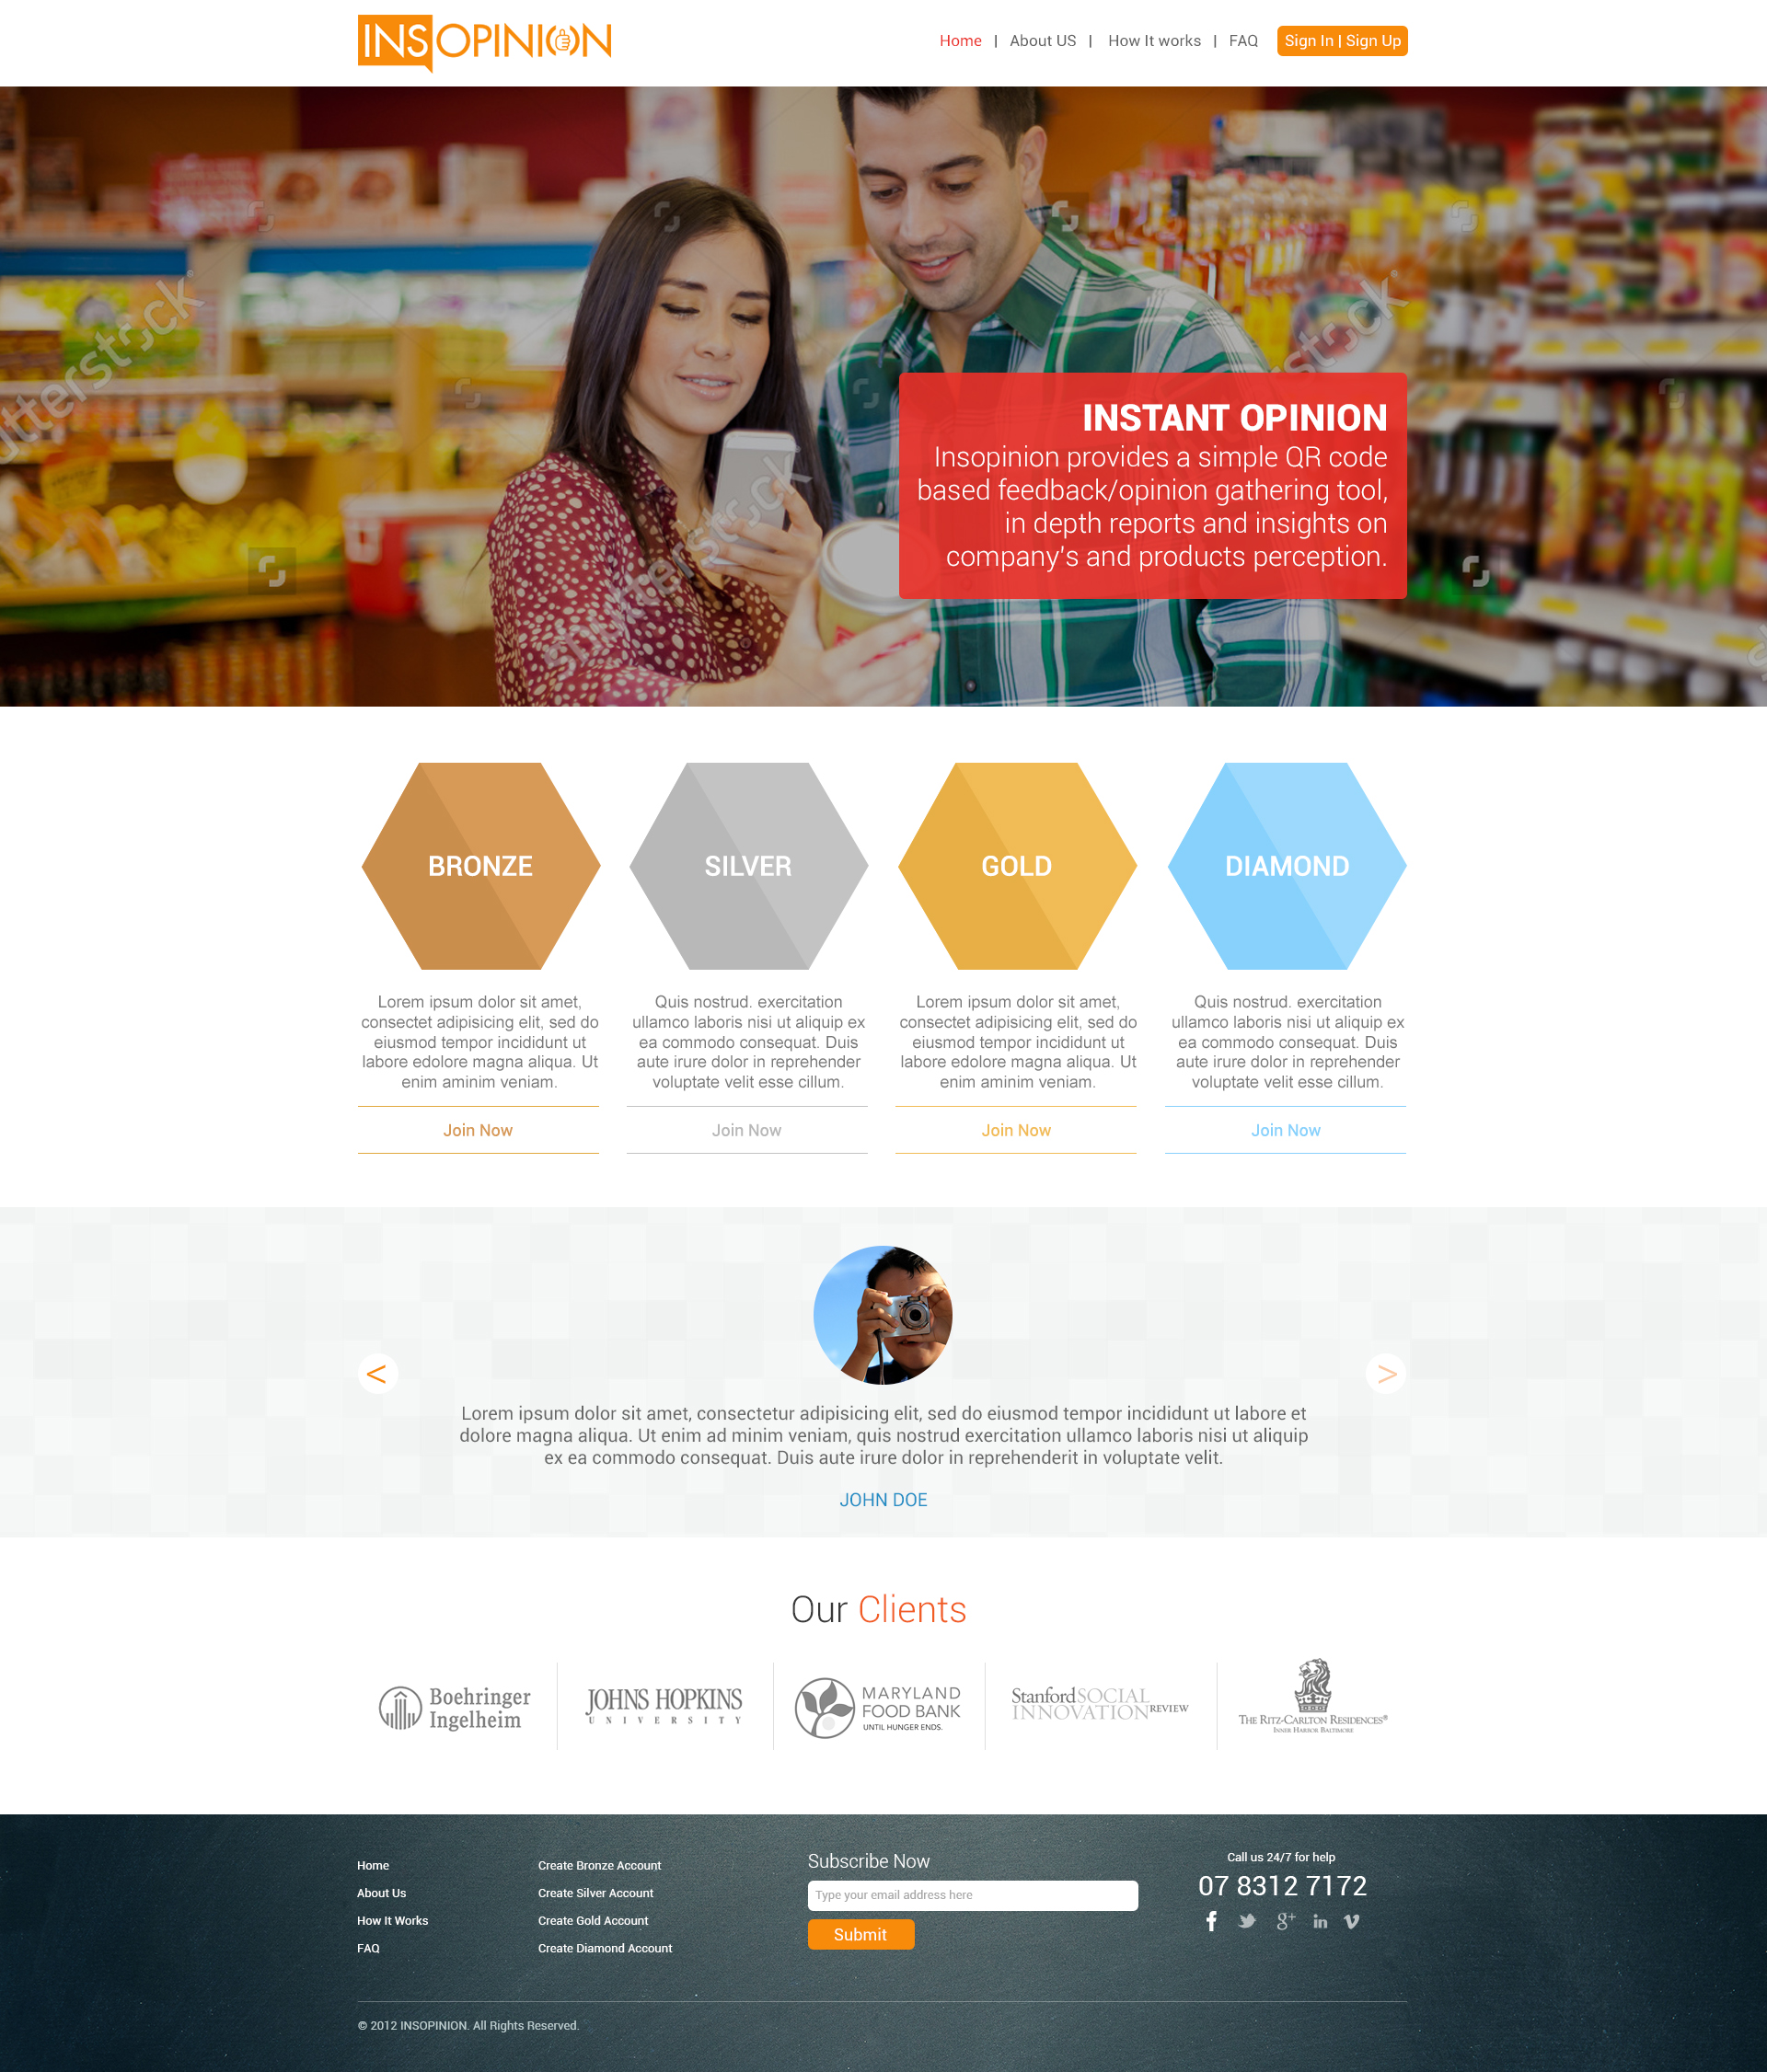 INSOPINION
Home | About US | How It works | FAQ Sign In | Sign Up
shutterstock
shutterstock
INSTANT OPINION
Insopinion provides a simple QR code
based feedback/opinion gathering tool,
in depth reports and insights on
company's and products perception.
BRONZE
SILVER
GOLD
DIAMOND
Lorem ipsum dolor sit amet,
consectet adipisicing elit, sed do
eiusmod tempor incididunt ut
labore edolore magna aliqua. Ut
enim aminim veniam.
Join Now
Quis nostrud. exercitation
ullamco laboris nisi ut aliquip ex
ea commodo consequat. Duis
aute irure dolor in reprehender
voluptate velit esse cillum.
Join Now
Lorem ipsum dolor sit amet,
consectet adipisicing elit, sed do
eiusmod tempor incididunt ut
labore edolore magna aliqua. Ut
enim aminim veniam.
Join Now
Quis nostrud. exercitation
ullamco laboris nisi ut aliquip ex
ea commodo consequat. Duis
aute irure dolor in reprehender
voluptate velit esse cillum.
Join Now
<
>
Lorem ipsum dolor sit amet, consectetur adipisicing elit, sed do eiusmod tempor incididunt ut labore et
dolore magna aliqua. Ut enim ad minim veniam, quis nostrud exercitation ullamco laboris nisi ut aliquip
ex ea commodo consequat. Duis aute irure dolor in reprehenderit in voluptate velit.
JOHN DOE
Our Clients
Boehringer
Ingelheim
JOHNS HOPKINS
UNIVERSITY
MARYLAND
FOOD BANK
UNTIL HUNGER ENDS.
Stanford SOCIAL
INNOVATION REVIEW
THE RITZ-CARLTON RESIDENCES®
INNER HARBOR BALTIMORE
Home
About Us
How It Works
FAQ
Create Bronze Account
Create Silver Account
Create Gold Account
Create Diamond Account
Subscribe Now
Type your email address here
Submit
Call us 24/7 for help
07 8312 7172
f g+ in v
© 2012 INSOPINION. All Rights Reserved.